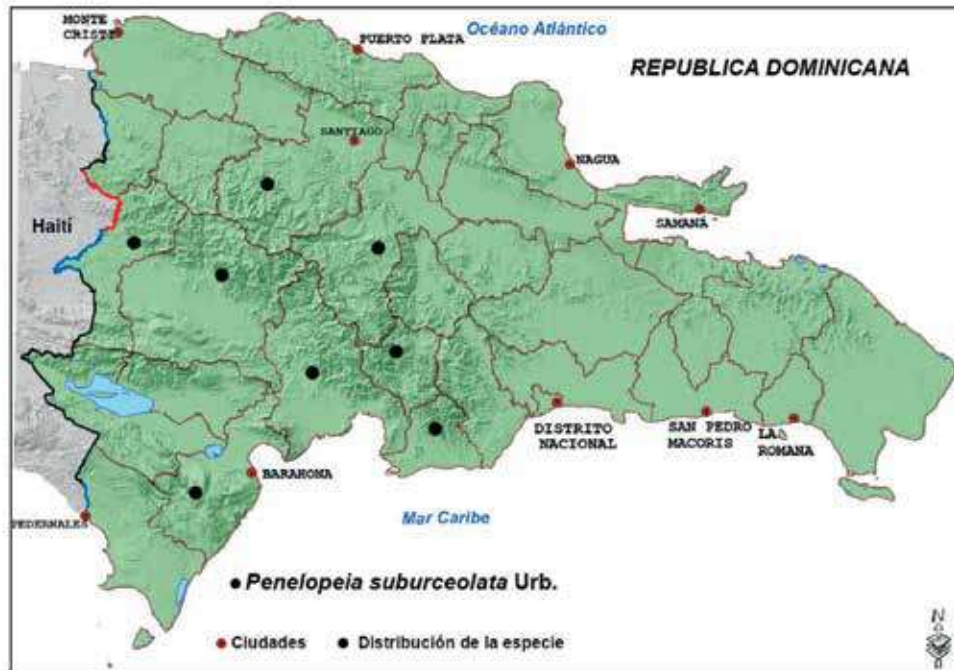 MONTE
CRISTI
Océano Atlántico
PUERTO PLATA
REPUBLICA DOMINICANA
SANTIAGO
NAGUA
SAMANÁ
Haití
DISTRITO
NACIONAL
SAN PEDRO
MACORIS
LA
ROMANA
BARAHONA
PEDERNALES
Mar Caribe
Penelopeia suburceolata Urb.
Ciudades
Distribución de la especie
N